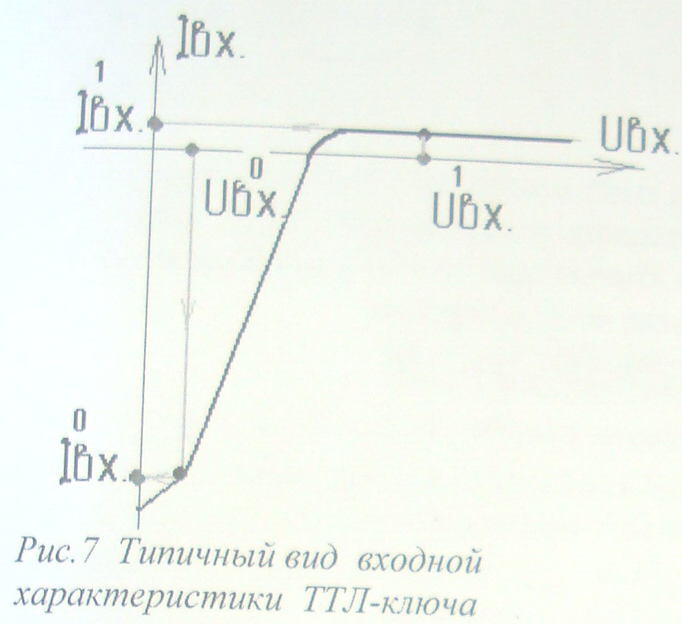 Iвх.
1
Iвх.
Uвх.
0
Uвх.
1
Uвх.
0
Iвх.
Рис.7 Типичный вид входной
характеристики ТТЛ-ключа